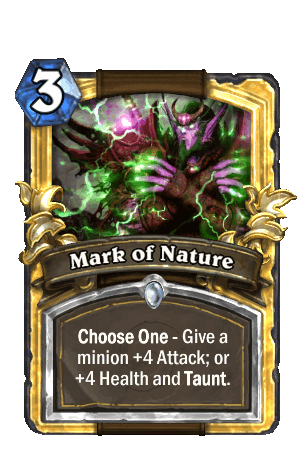 3
Mark of Nature
Choose One - Give a
minion +4 Attack; or
+4 Health and Taunt.